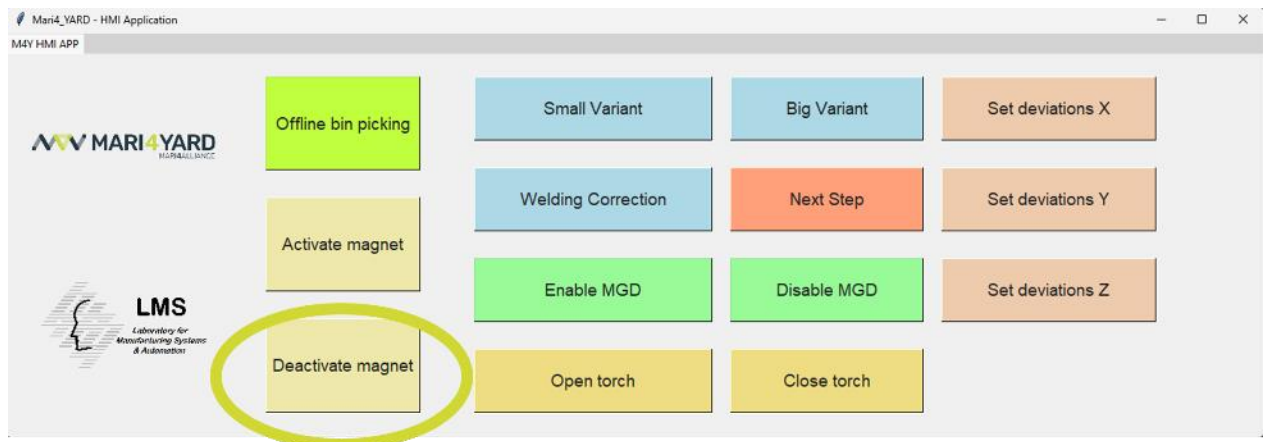 Mari4_YARD - HMI Application
M4Y HMI APP
MARI4YARD
MARI4ALLIANCE
LMS
Laboratory for
Manufanturing Systems
& Automation
Offline bin picking
Activate magnet
Deactivate magnet
Small Variant
Big Variant
Set deviations X
Welding Correction
Next Step
Set deviations Y
Enable MGD
Disable MGD
Set deviations Z
Open torch
Close torch